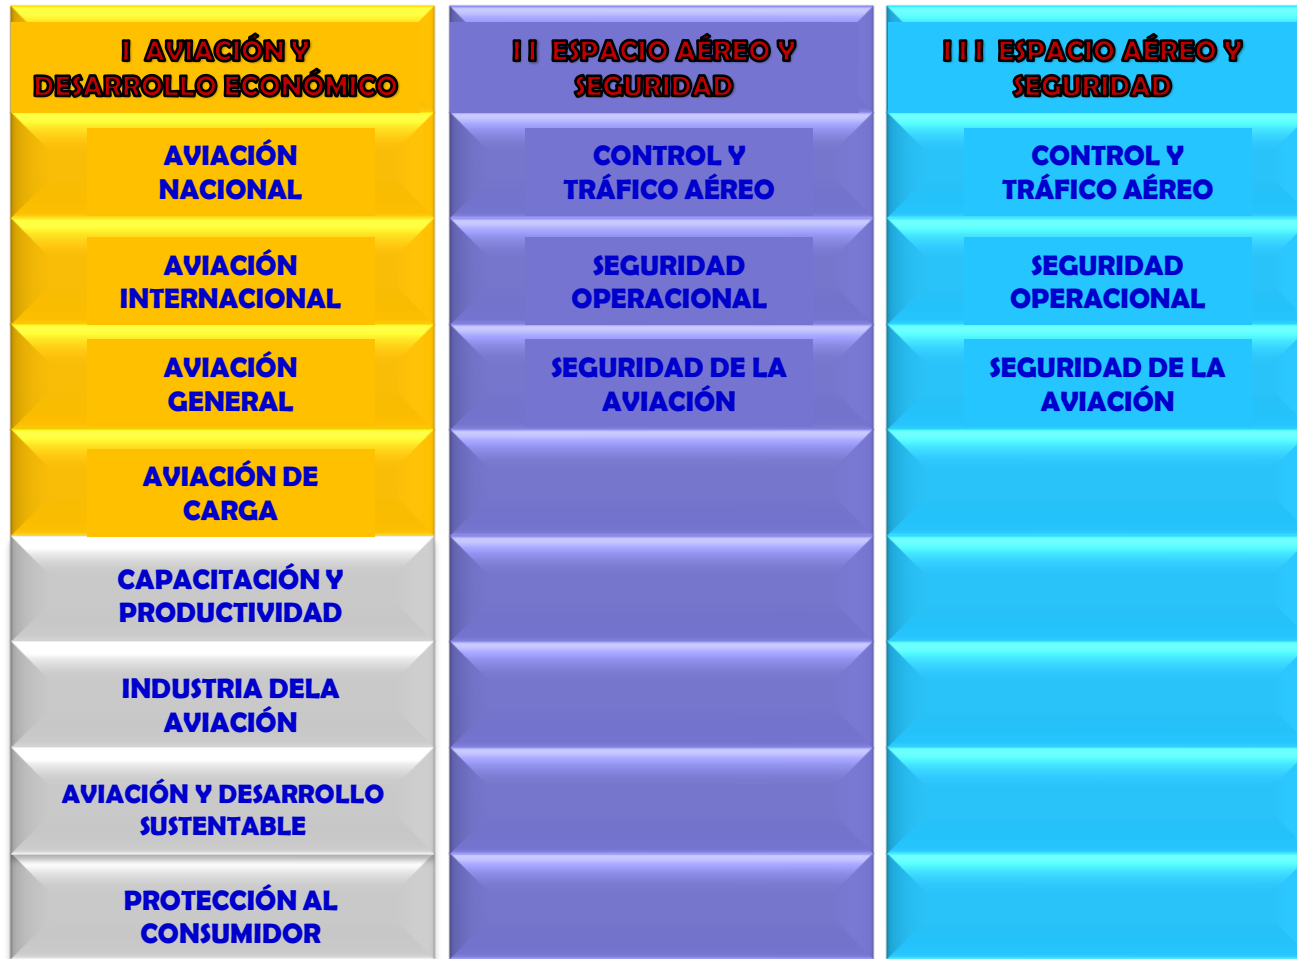 I AVIACIÓN Y
DESARROLLO ECONÓMICO
AVIACIÓN
NACIONAL
AVIACIÓN
INTERNACIONAL
AVIACIÓN
GENERAL
AVIACIÓN DE
CARGA
CAPACITACIÓN Y
PRODUCTIVIDAD
INDUSTRIA DELA
AVIACIÓN
AVIACIÓN Y DESARROLLO
SUSTENTABLE
PROTECCIÓN AL
CONSUMIDOR
I I ESPACIO AÉREO Y
SEGURIDAD
CONTROL Y
TRÁFICO AÉREO
SEGURIDAD
OPERACIONAL
SEGURIDAD DE LA
AVIACIÓN
I I I ESPACIO AÉREO Y
SEGURIDAD
CONTROL Y
TRÁFICO AÉREO
SEGURIDAD
OPERACIONAL
SEGURIDAD DE LA
AVIACIÓN